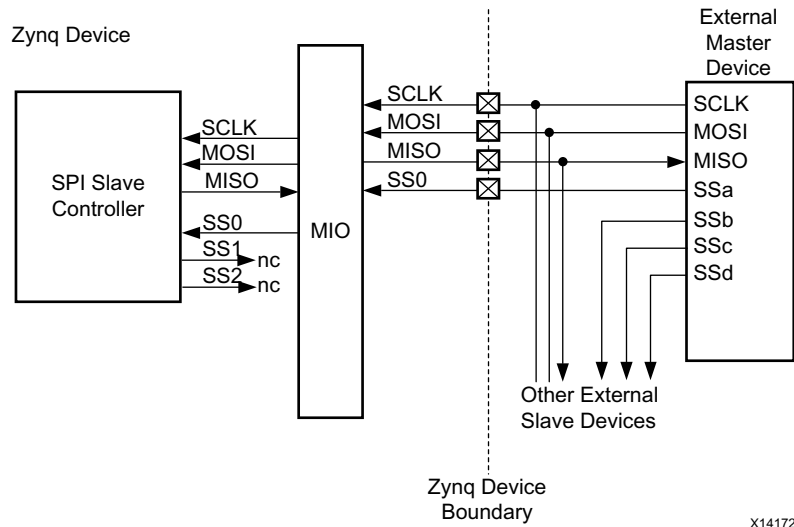 Zynq Device
External
Master
Device
SCLK
MOSI
MISO
SS0
SCLK
MOSI
MISO
SSa
SSb
SSc
SSd
SCLK
MOSI
MISO
SS0
SS1
nc
SS2
nc
SPI Slave
Controller
MIO
Other External
Slave Devices
Zynq Device
Boundary
X14172